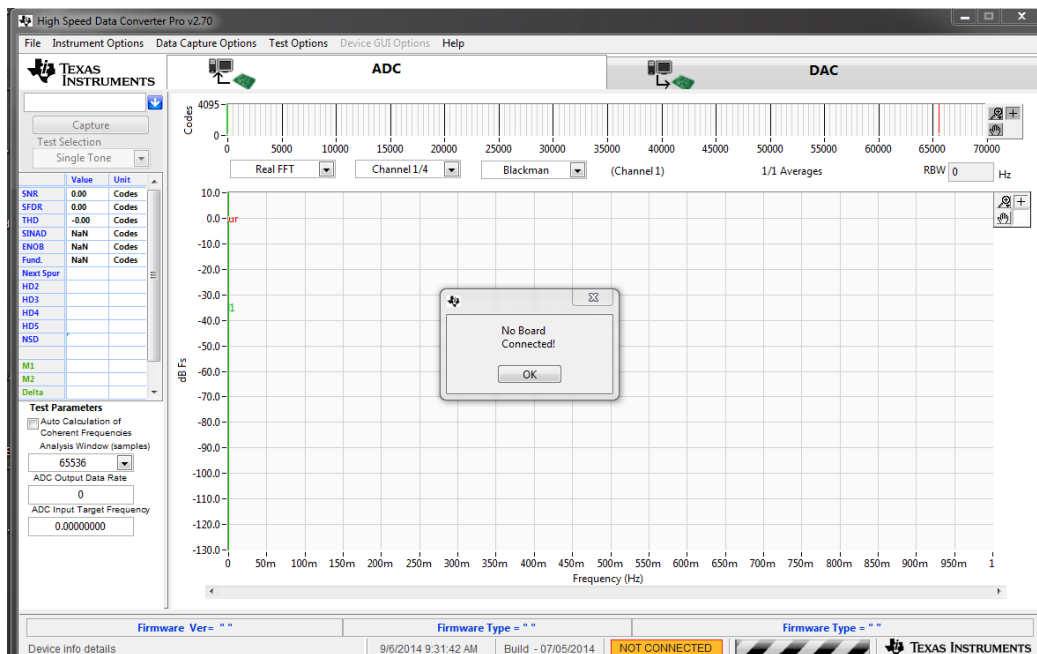 High Speed Data Converter Pro v2.70
File Instrument Options Data Capture Options Test Options Device GUI Options Help
TEXAS INSTRUMENTS
ADC
DAC
Capture
Test Selection
Single Tone
Value Unit
SNR 0.00 Codes
SFDR 0.00 Codes
THD -0.00 Codes
SINAD NaN Codes
ENOB NaN Codes
Fund. NaN Codes
Next Spur
HD2
HD3
HD4
HD5
NSD
M1
M2
Delta
Test Parameters
Auto Calculation of
Coherent Frequencies
Analysis Window (samples)
65536
ADC Output Data Rate
0
ADC Input Target Frequency
0.00000000
Codes
4095
0
0 5000 10000 15000 20000 25000 30000 35000 40000 45000 50000 55000 60000 65000 70000
Real FFT Channel 1/4 Blackman (Channel 1) 1/1 Averages RBW 0 Hz
dB Fs
10.0
0.0
-10.0
-20.0
-30.0
-40.0
-50.0
-60.0
-70.0
-80.0
-90.0
-100.0
-110.0
-120.0
-130.0
ur
1
0 50m 100m 150m 200m 250m 300m 350m 400m 450m 500m 550m 600m 650m 700m 750m 800m 850m 900m 950m 1
Frequency (Hz)
No Board
Connected!
OK
Firmware Ver= " " Firmware Type = " " Firmware Type = " "
Device info details 9/6/2014 9:31:42 AM Build - 07/05/2014 NOT CONNECTED TEXAS INSTRUMENTS